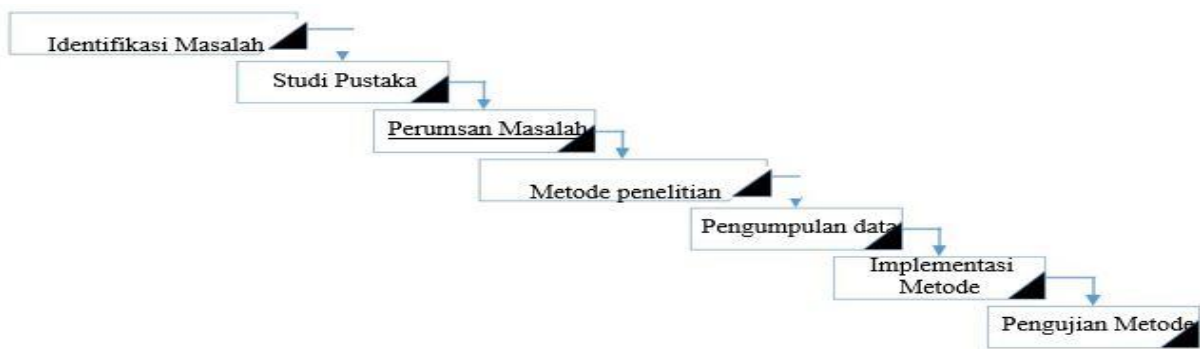 Identifikasi Masalah
Studi Pustaka
Perumsan Masalah
Metode penelitian
Pengumpulan data
Implementasi
Metode
Pengujian Metode